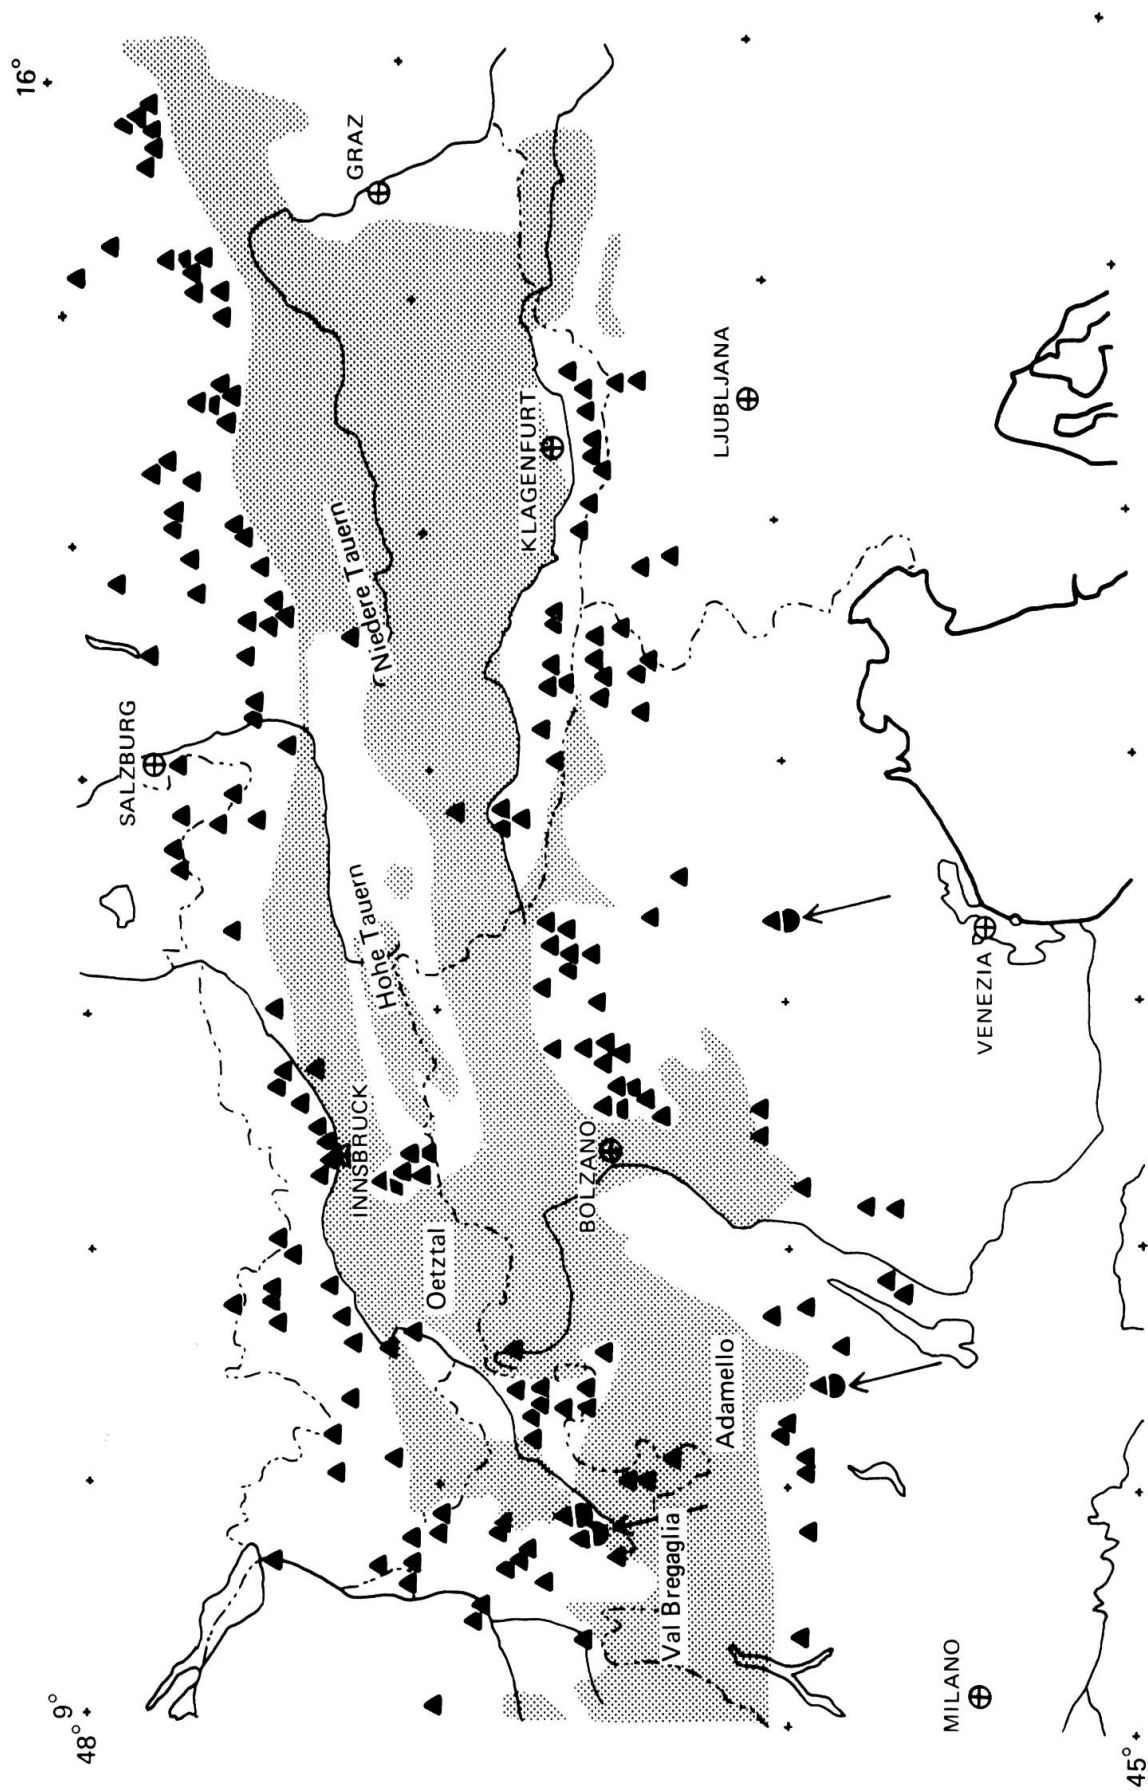 16°
GRAZ
LJUBLJANA
KLAGENFURT
Niedere Tauern
SALZBURG
Hohe Tauern
VENEZIA
INNSBRUCK
BOLZANO
Oetztal
Adamello
Val Bregaglia
MILANO
9°
48°
45°